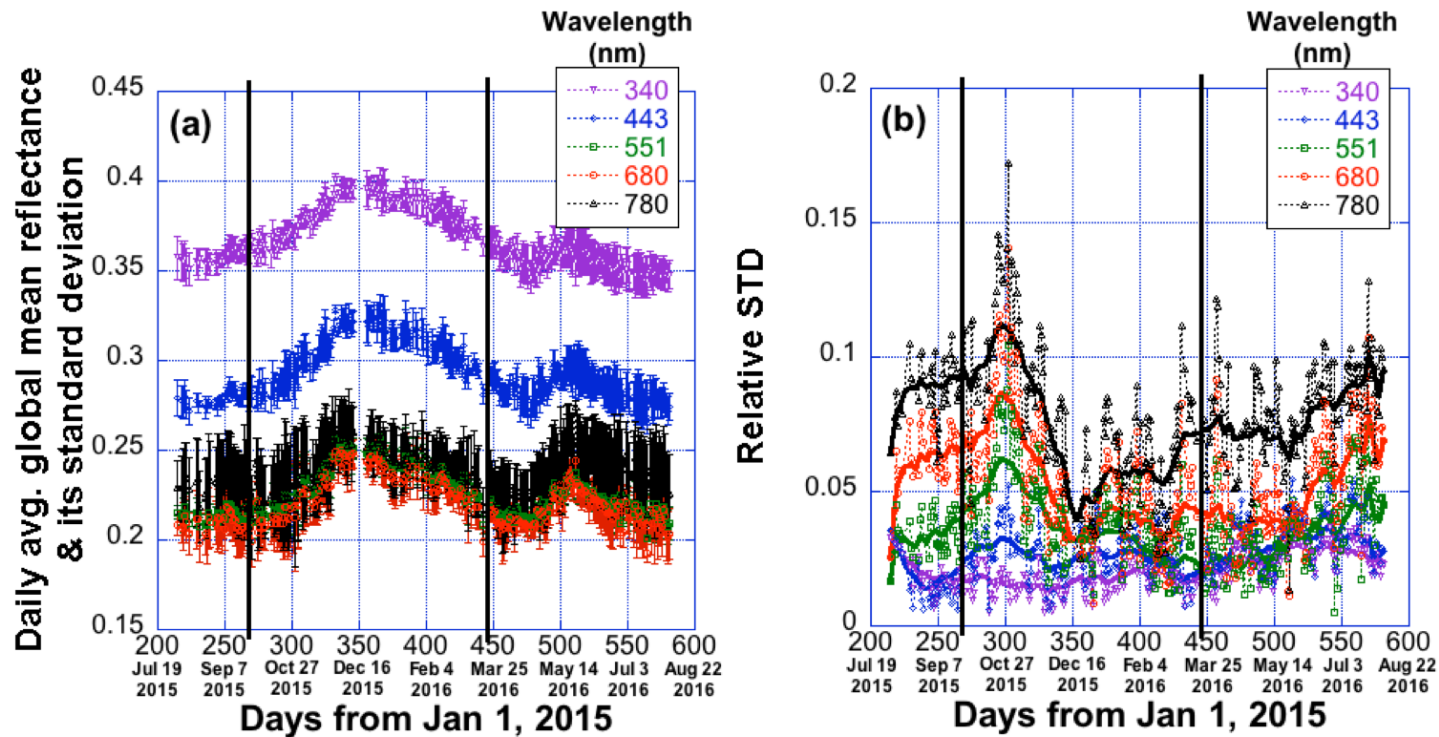 Wavelength
(nm)
340
443
551
680
780
(a)
Daily avg. global mean reflectance
& its standard deviation
0.45
0.4
0.35
0.3
0.25
0.2
0.15
200 250 300 350 400 450 500 550 600
Jul 19 Sep 7 Oct 27 Dec 16 Feb 4 Mar 25 May 14 Jul 3 Aug 22
2015 2015 2015 2015 2016 2016 2016 2016 2016
Days from Jan 1, 2015
Wavelength
(nm)
340
443
551
680
780
(b)
Relative STD
0.2
0.15
0.1
0.05
0
200 250 300 350 400 450 500 550 600
Jul 19 Sep 7 Oct 27 Dec 16 Feb 4 Mar 25 May 14 Jul 3 Aug 22
2015 2015 2015 2015 2016 2016 2016 2016 2016
Days from Jan 1, 2015